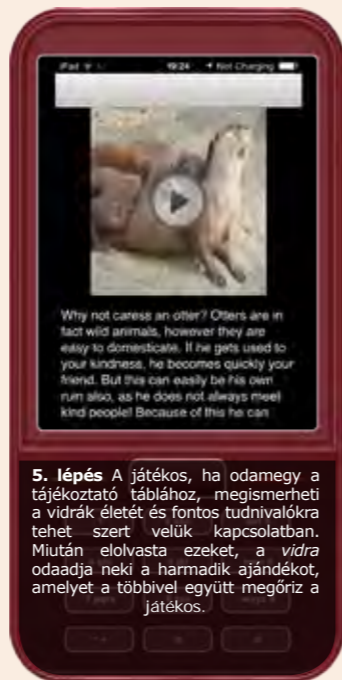 iPad 19:24 Not Charging
Why not caress an otter? Otters are in
fact wild animals, however they are
easy to domesticate. If he gets used to
your kindness, he becomes quickly your
friend. But this can easily be his own
ruin also, as he does not always meet
kind people! Because of this he can
5. lépés A játékos, ha odamegy a
tájékoztató táblához, megismerheti
a vidrák életét és fontos tudnivalókra
tehet szert velük kapcsolatban.
Miután elolvasta ezeket, a vidra
odaadja neki a harmadik ajándékot,
amelyet a többivel együtt megőriz a
játékos.